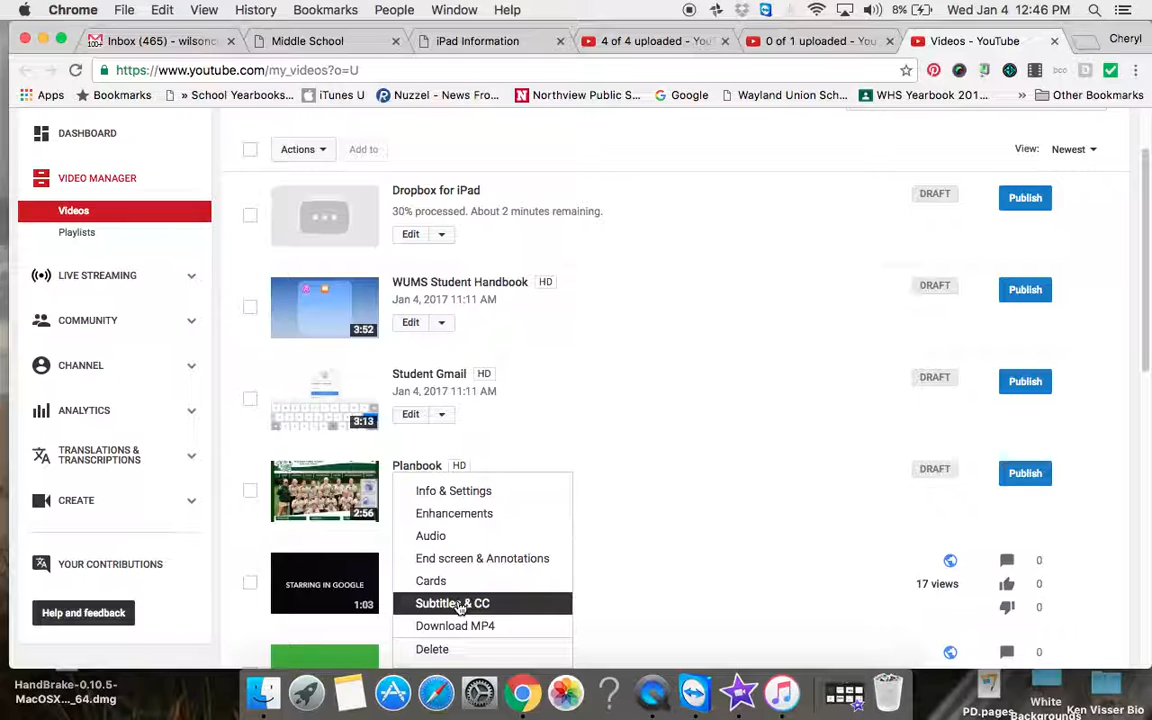 Chrome File Edit View History Bookmarks People Window Help 8% Wed Jan 4 12:46 PM
100+ Inbox (465) - wilsonc Middle School iPad Information 4 of 4 uploaded - YouT 0 of 1 uploaded - You Videos - YouTube Cheryl
https://www.youtube.com/my_videos?o=U
Apps Bookmarks » School Yearbooks... iTunes U Nuzzel - News Fro... Northview Public S... Google Wayland Union Sch... WHS Yearbook 201... » Other Bookmarks
DASHBOARD
Actions Add to View: Newest
VIDEO MANAGER
Videos
Playlists
LIVE STREAMING
COMMUNITY
CHANNEL
ANALYTICS
TRANSLATIONS &
TRANSCRIPTIONS
CREATE
YOUR CONTRIBUTIONS
Help and feedback
Dropbox for iPad DRAFT Publish
30% processed. About 2 minutes remaining.
Edit
WUMS Student Handbook HD DRAFT Publish
Jan 4, 2017 11:11 AM
3:52 Edit
Student Gmail HD DRAFT Publish
Jan 4, 2017 11:11 AM
3:13 Edit
Planbook HD DRAFT Publish
2:56
Info & Settings
Enhancements
Audio
End screen & Annotations
Cards
Subtitles & CC
Download MP4
Delete
STARRING IN GOOGLE
1:03
0
17 views 0
0
0
HandBrake-0.10.5-
MacOSX..._64.dmg
PD.pages
White
Backgrounds
Ken Visser Bio